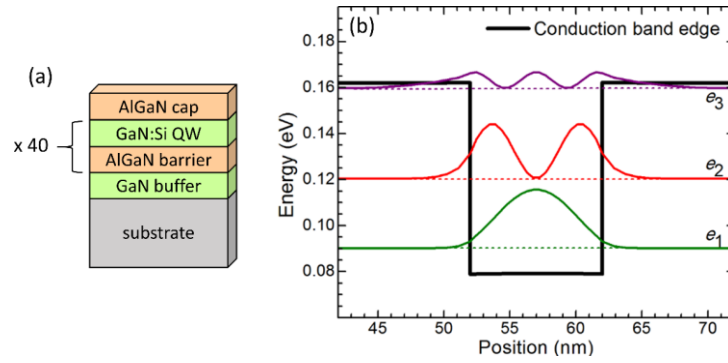 (a)
AlGaN cap
GaN:Si QW
x 40
AlGaN barrier
GaN buffer
substrate
(b)
Conduction band edge
0.18
0.16
0.14
0.12
0.10
0.08
Energy (eV)
e3
e2
e1
45 50 55 60 65 70
Position (nm)